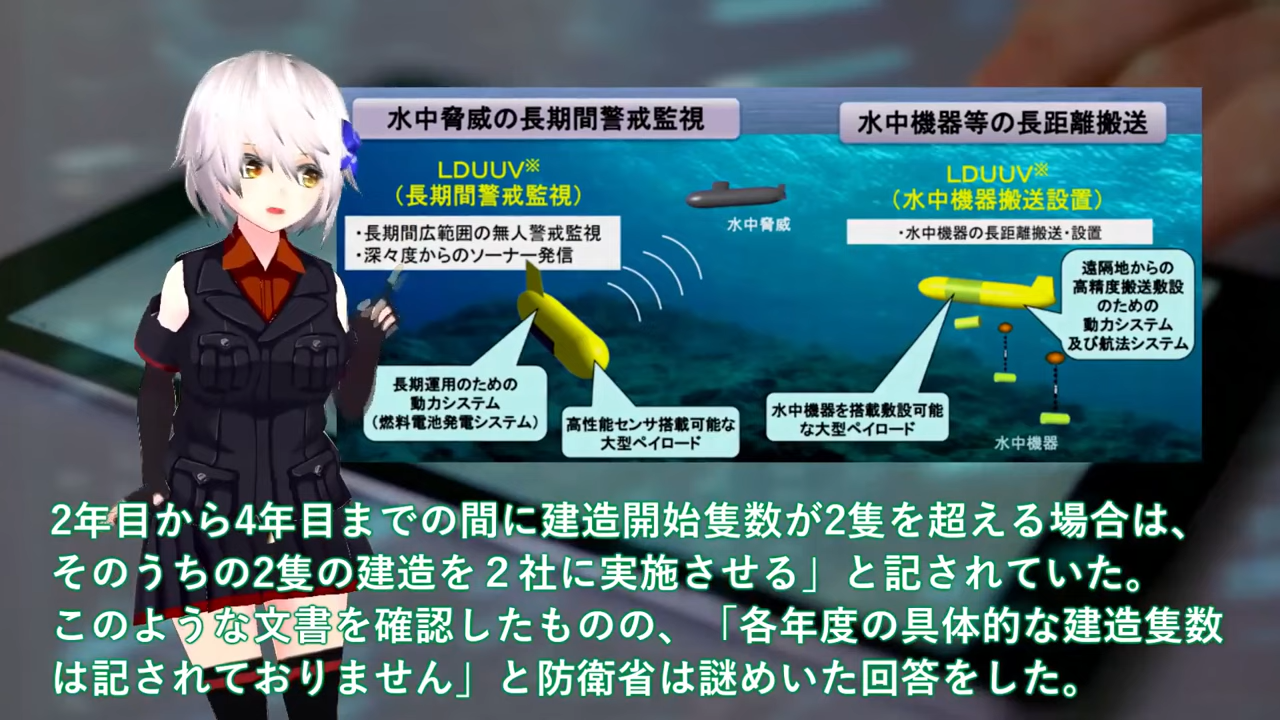 水中脅威の長期間警戒監視
LDUUV※
（長期間警戒監視）
・長期間広範囲の無人警戒監視
・深々度からのソーナー発信
水中脅威
長期運用のための
動力システム
（燃料電池発電システム）
高性能センサ搭載可能な
大型ペイロード
水中機器等の長距離搬送
LDUUV※
（水中機器搬送設置）
・水中機器の長距離搬送・設置
遠隔地からの
高精度搬送敷設
のための
動力システム
及び航法システム
水中機器を搭載敷設可能
な大型ペイロード
水中機器
2年目から4年目までの間に建造開始隻数が2隻を超える場合は、
そのうちの2隻の建造を２社に実施させる」と記されていた。
このような文書を確認したものの、「各年度の具体的な建造隻数
は記されておりません」と防衛省は謎めいた回答をした。